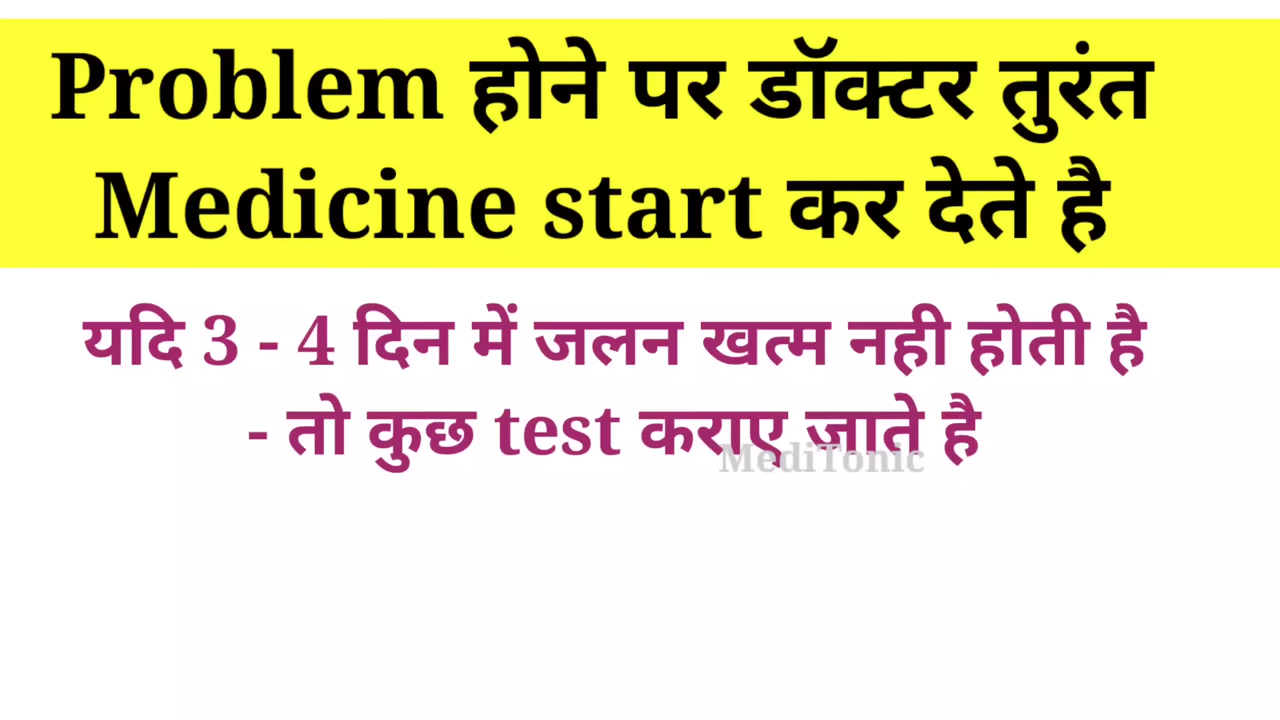 Problem होने पर डॉक्टर तुरंत
Medicine start कर देते है
यदि 3 - 4 दिन में जलन खत्म नही होती है
- तो कुछ test कराए जाते है
MediTonic